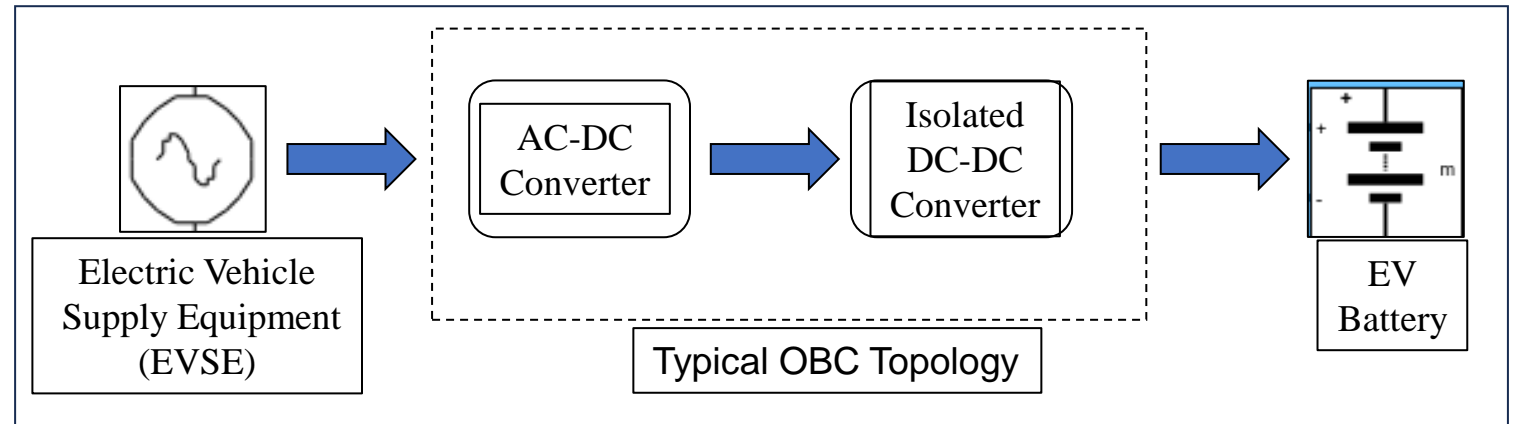 Electric Vehicle
Supply Equipment
(EVSE)
AC-DC
Converter
Isolated
DC-DC
Converter
Typical OBC Topology
+
+
-
m
EV
Battery